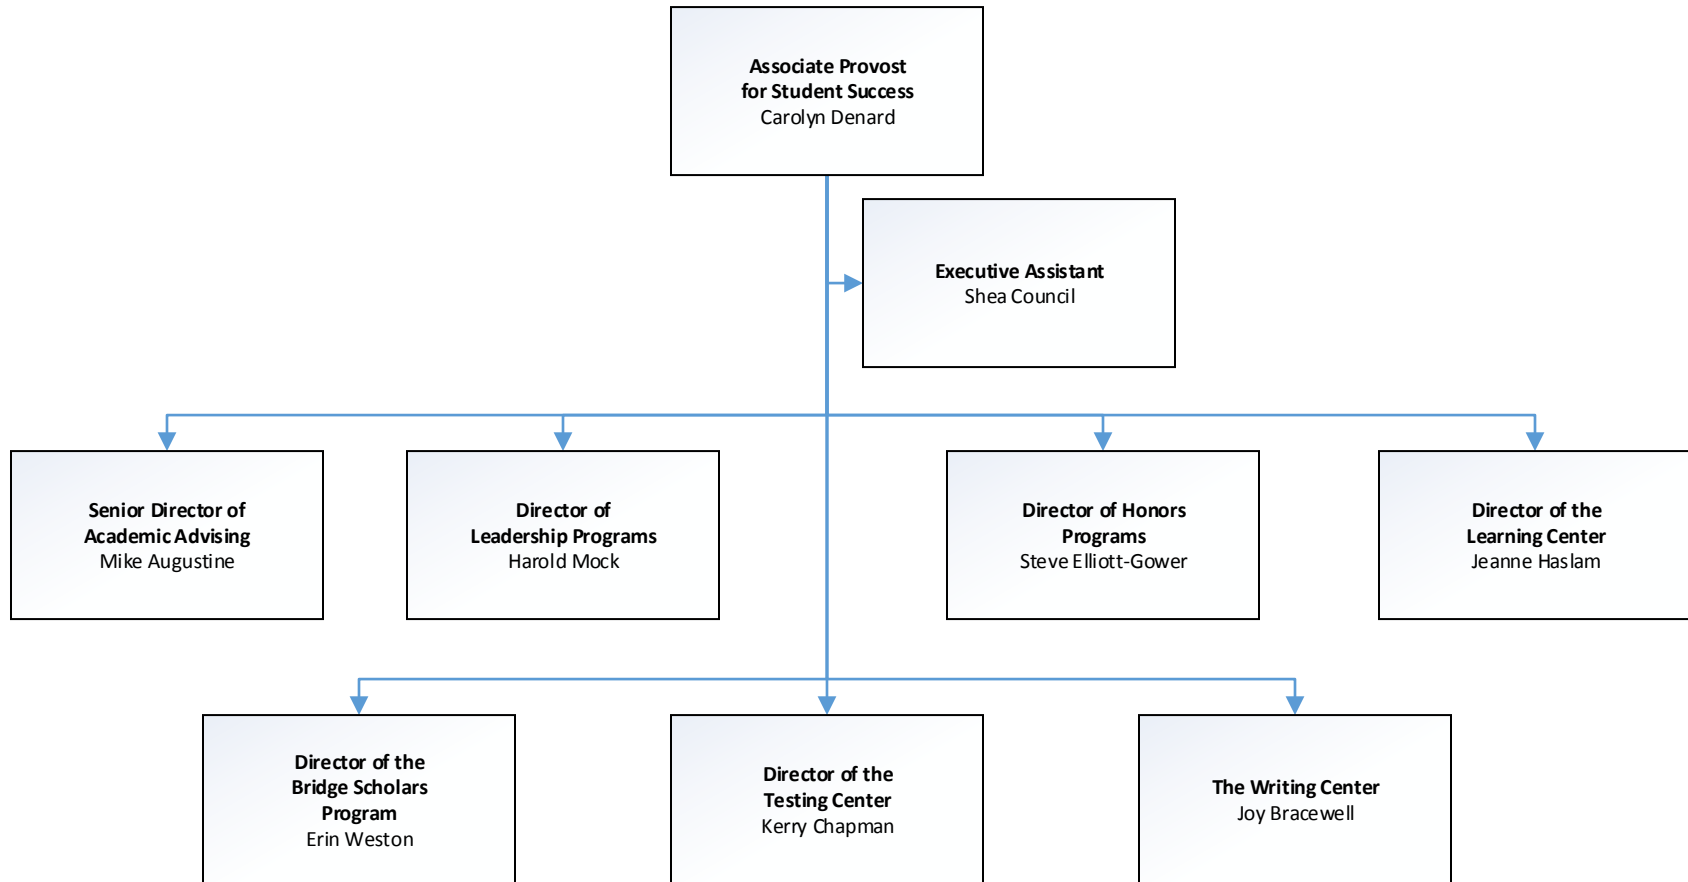 Associate Provost
for Student Success
Carolyn Denard
Executive Assistant
Shea Council
Senior Director of
Academic Advising
Mike Augustine
Director of
Leadership Programs
Harold Mock
Director of Honors
Programs
Steve Elliott-Gower
Director of the
Learning Center
Jeanne Haslam
Director of the
Bridge Scholars
Program
Erin Weston
Director of the
Testing Center
Kerry Chapman
The Writing Center
Joy Bracewell